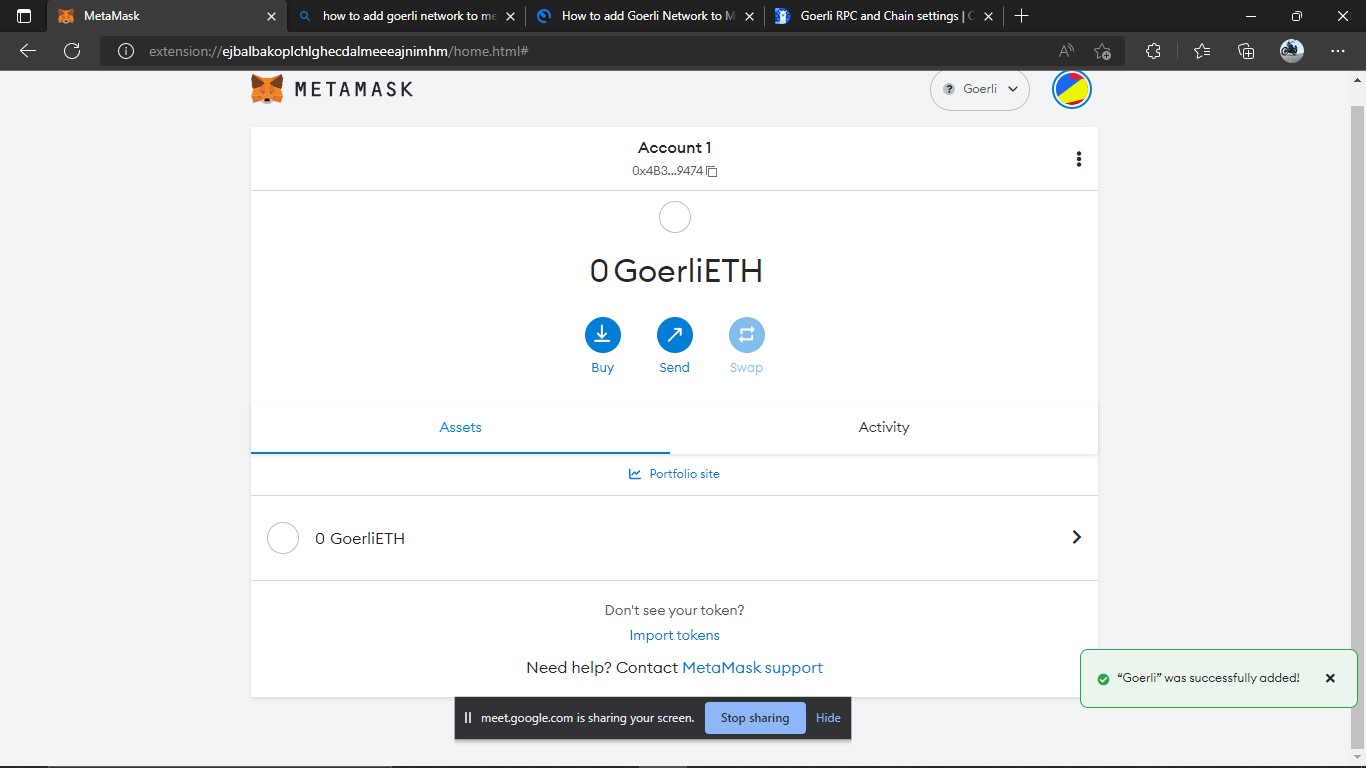 MetaMask
how to add goerli network to me
How to add Goerli Network to M
Goerli RPC and Chain settings | C
extension://ejbalbakoplchlghecdalmeeeajnimhm/home.html#
METAMASK
? Goerli
Account 1
0x4B3...9474
0 GoerliETH
Buy
Send
Swap
Assets
Activity
Portfolio site
0 GoerliETH
Don't see your token?
Import tokens
Need help? Contact MetaMask support
“Goerli” was successfully added!
meet.google.com is sharing your screen.
Stop sharing
Hide